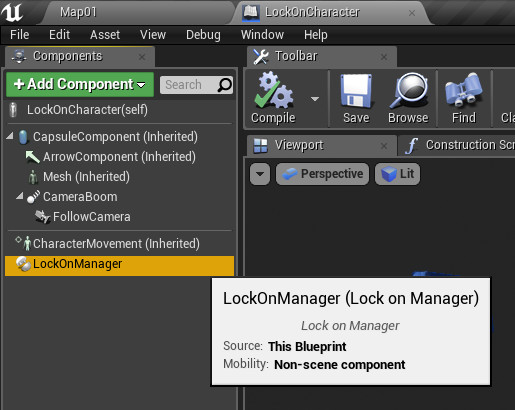 Map01
LockOnCharacter
File Edit Asset View Debug Window Help
Components
Toolbar
+ Add Component
Search
Compile
Save
Browse
Find
LockOnCharacter(self)
CapsuleComponent (Inherited)
ArrowComponent (Inherited)
Mesh (Inherited)
CameraBoom
FollowCamera
CharacterMovement (Inherited)
LockOnManager
Viewport
Construction Scr
Perspective
Lit
LockOnManager (Lock on Manager)
Lock on Manager
Source: This Blueprint
Mobility: Non-scene component